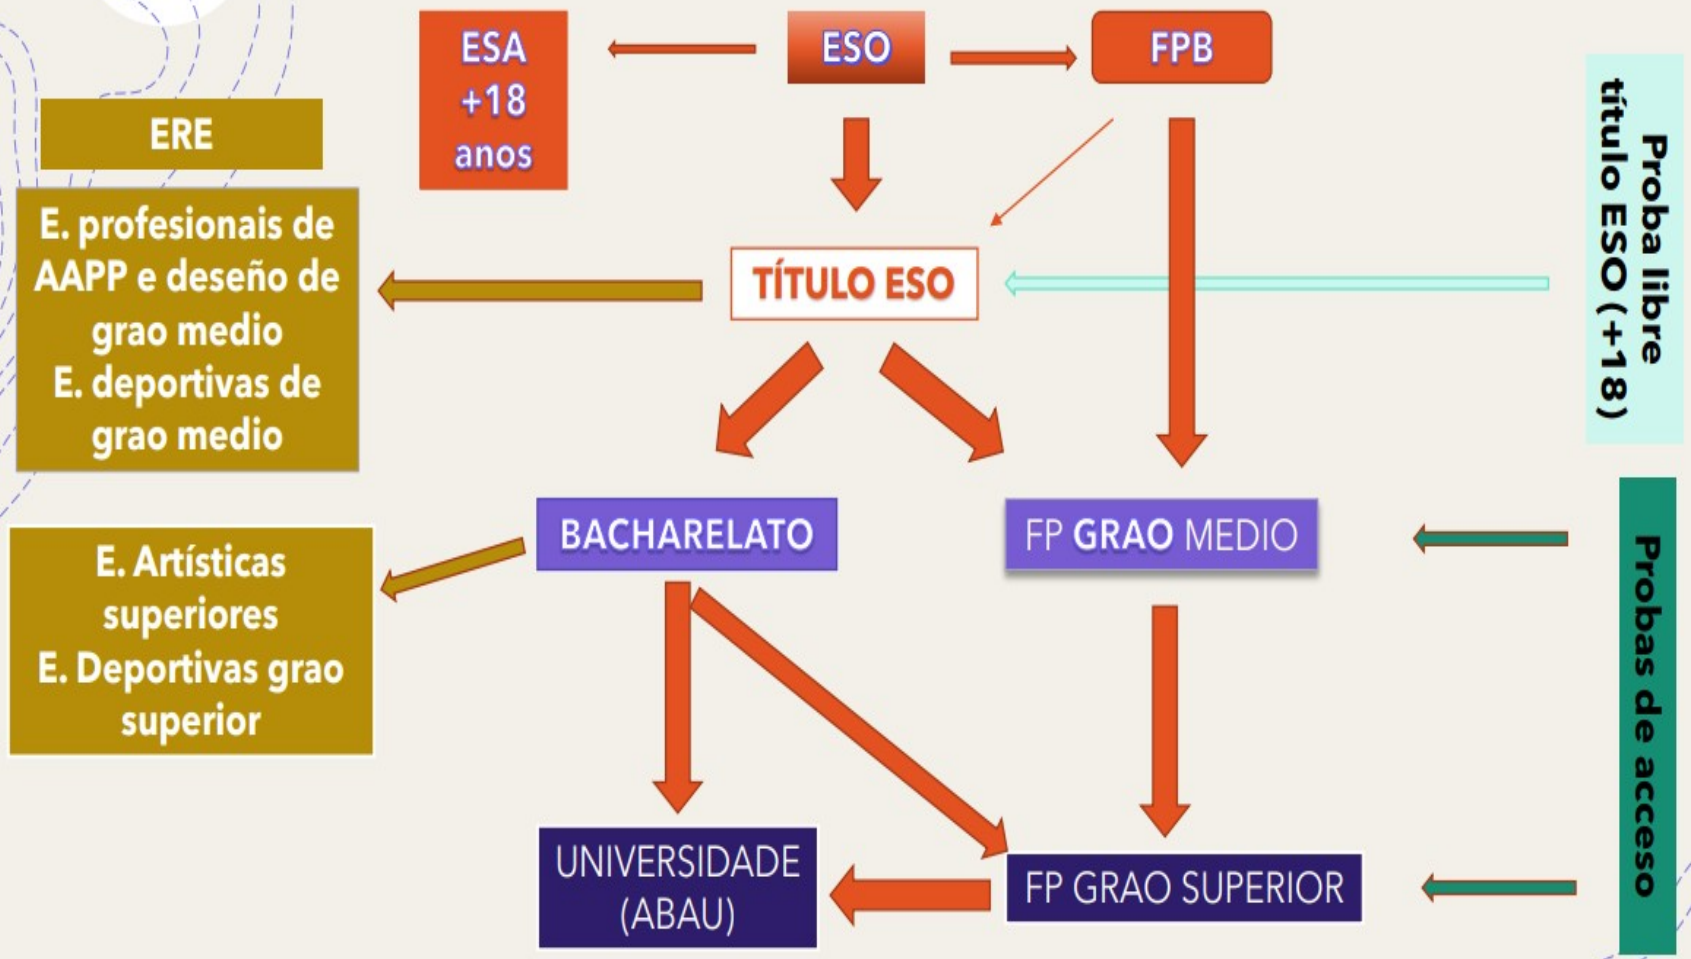 ESA
+18
anos
ESO
FPB
ERE
E. profesionais de
AAPP e deseño de
grao medio
E. deportivas de
grao medio
TÍTULO ESO
Proba libre
título ESO (+18)
BACHARELATO
FP GRAO MEDIO
E. Artísticas
superiores
E. Deportivas grao
superior
Probas de acceso
UNIVERSIDADE
(ABAU)
FP GRAO SUPERIOR